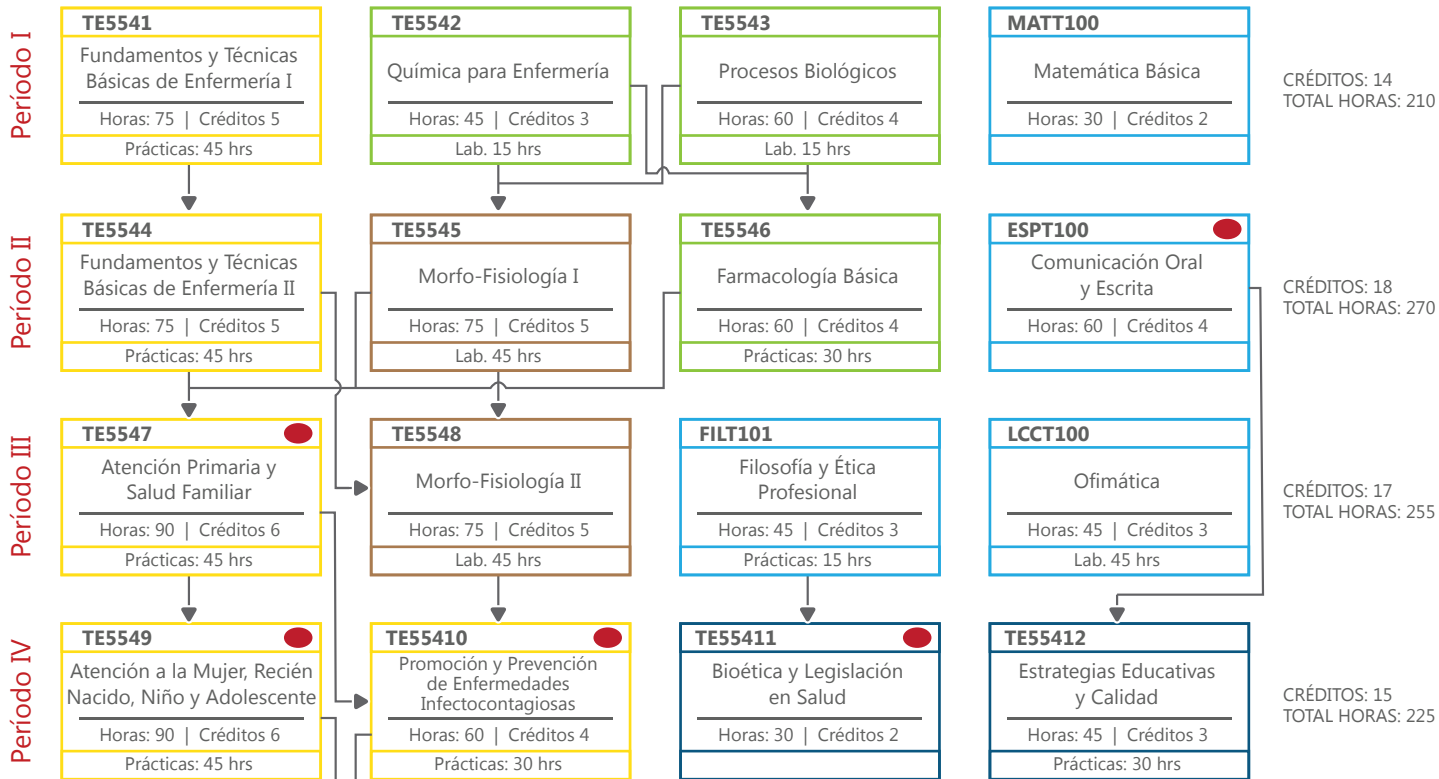 Período I
TE5541
Fundamentos y Técnicas
Básicas de Enfermería I
Horas: 75 | Créditos 5
Prácticas: 45 hrs
TE5542
Química para Enfermería
Horas: 45 | Créditos 3
Lab. 15 hrs
TE5543
Procesos Biológicos
Horas: 60 | Créditos 4
Lab. 15 hrs
MATT100
Matemática Básica
Horas: 30 | Créditos 2
CRÉDITOS: 14
TOTAL HORAS: 210
Período II
TE5544
Fundamentos y Técnicas
Básicas de Enfermería II
Horas: 75 | Créditos 5
Prácticas: 45 hrs
TE5545
Morfo-Fisiología I
Horas: 75 | Créditos 5
Lab. 45 hrs
TE5546
Farmacología Básica
Horas: 60 | Créditos 4
Prácticas: 30 hrs
ESPT100
Comunicación Oral
y Escrita
Horas: 60 | Créditos 4
CRÉDITOS: 18
TOTAL HORAS: 270
Período III
TE5547
Atención Primaria y
Salud Familiar
Horas: 90 | Créditos 6
Prácticas: 45 hrs
TE5548
Morfo-Fisiología II
Horas: 75 | Créditos 5
Lab. 45 hrs
FILT101
Filosofía y Ética
Profesional
Horas: 45 | Créditos 3
Prácticas: 15 hrs
LCCT100
Ofimática
Horas: 45 | Créditos 3
Lab. 45 hrs
CRÉDITOS: 17
TOTAL HORAS: 255
Período IV
TE5549
Atención a la Mujer, Recién
Nacido, Niño y Adolescente
Horas: 90 | Créditos 6
Prácticas: 45 hrs
TE55410
Promoción y Prevención
de Enfermedades
Infectocontagiosas
Horas: 60 | Créditos 4
Prácticas: 30 hrs
TE55411
Bioética y Legislación
en Salud
Horas: 30 | Créditos 2
TE55412
Estrategias Educativas
y Calidad
Horas: 45 | Créditos 3
Prácticas: 30 hrs
CRÉDITOS: 15
TOTAL HORAS: 225